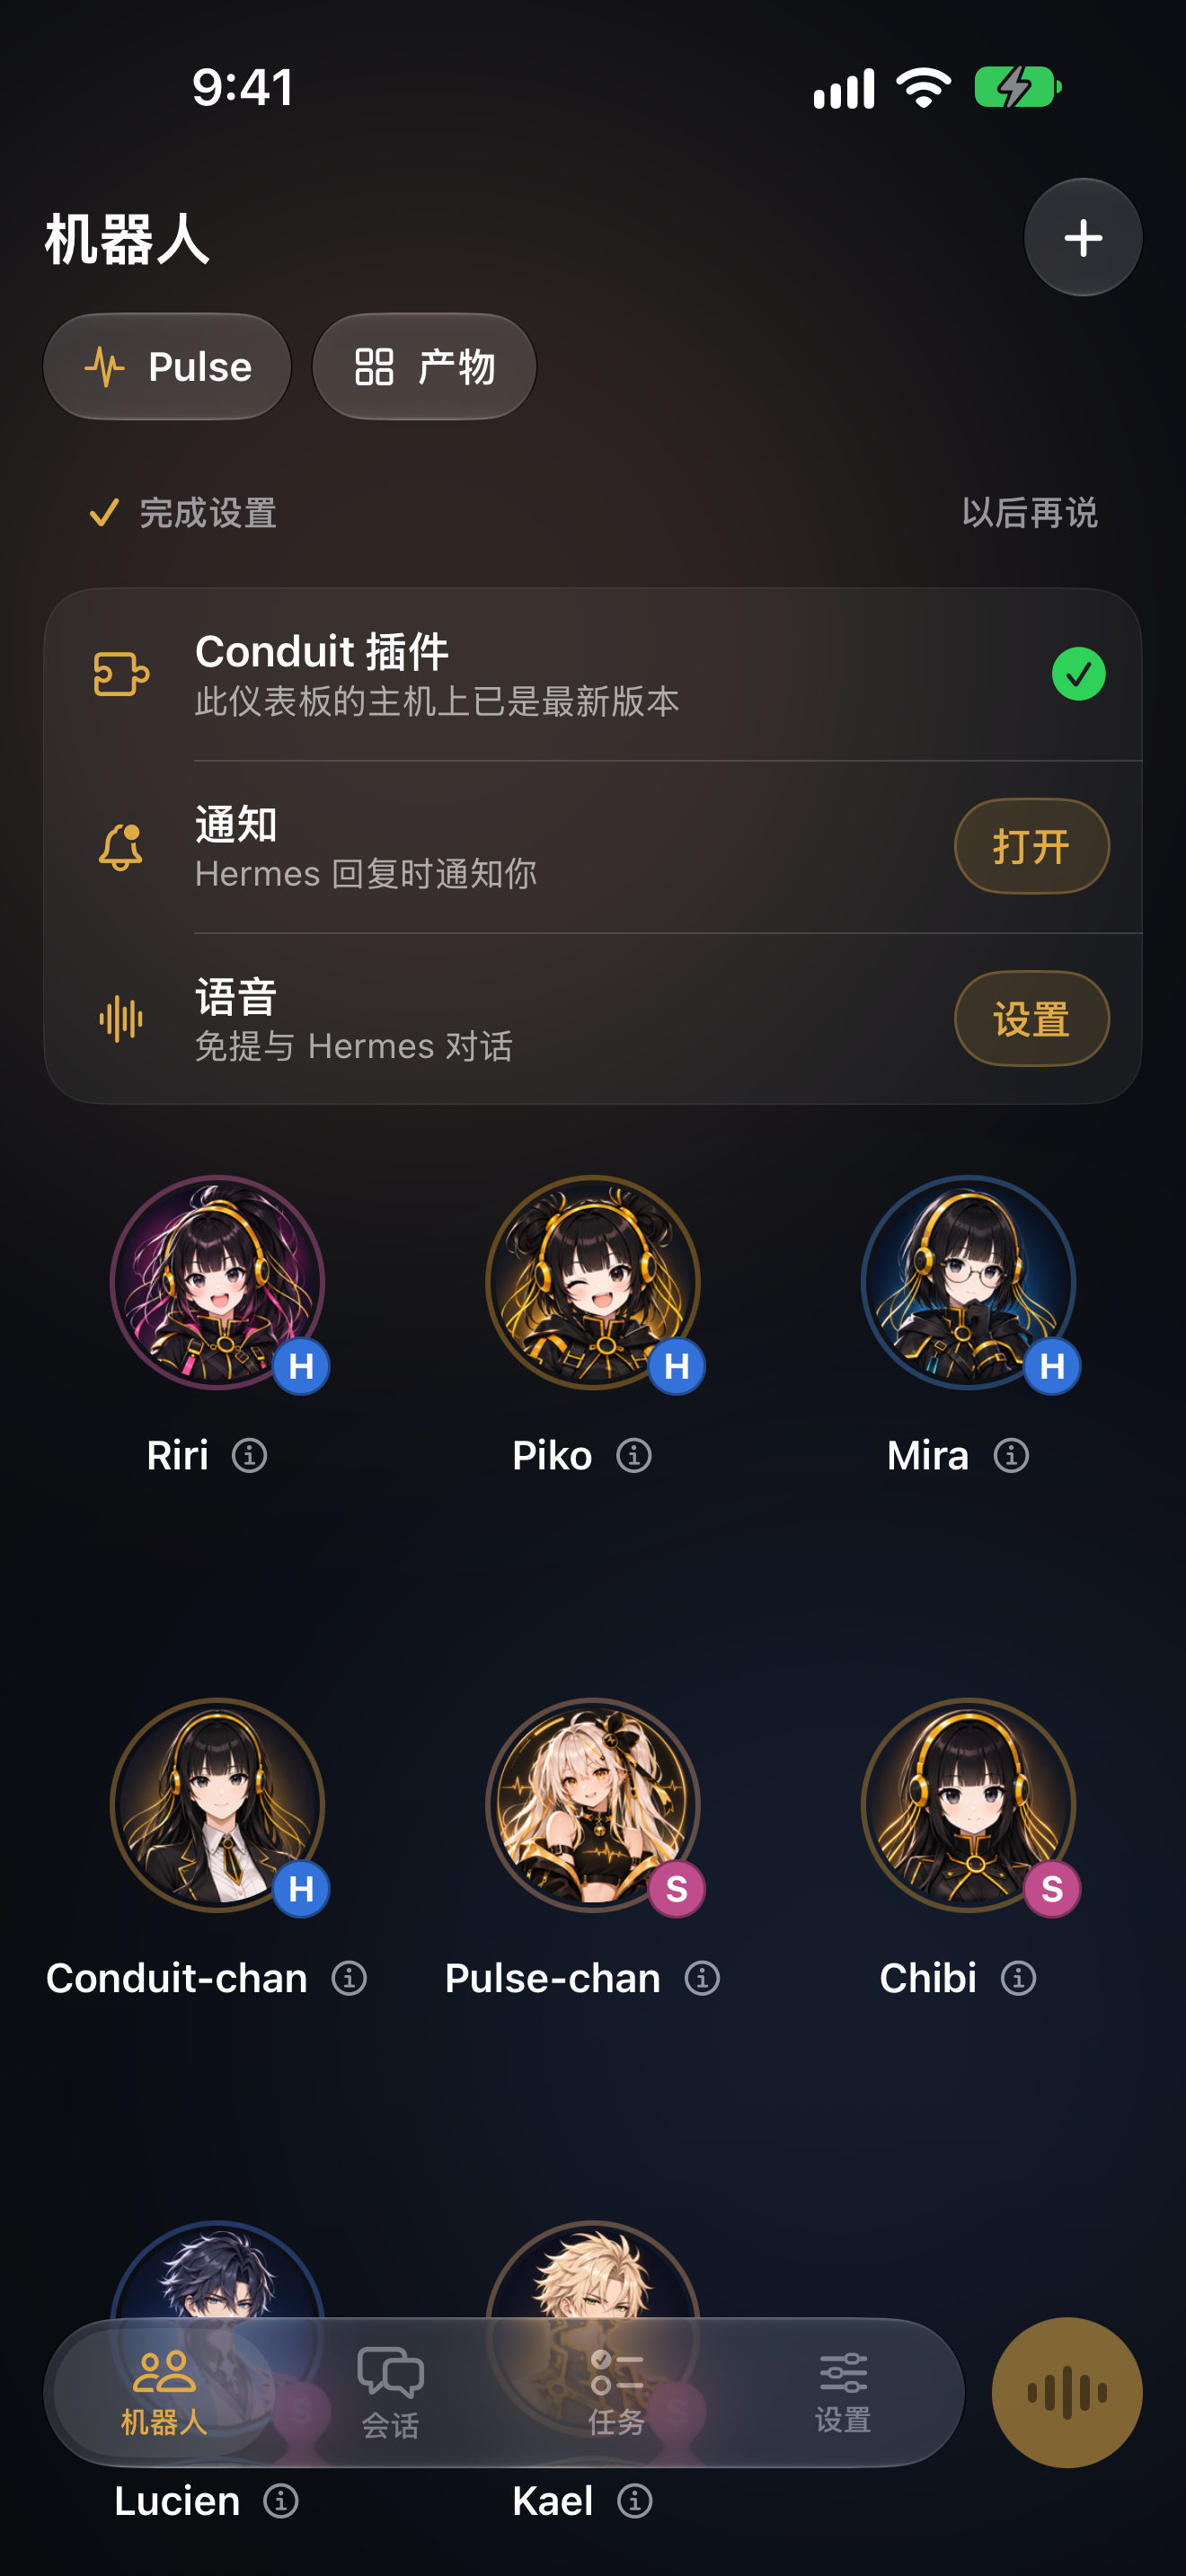 9:41
机器人
Pulse
产物
完成设置
以后再说
Conduit 插件
此仪表板的主机上已是最新版本
通知
Hermes 回复时通知你
打开
语音
免提与 Hermes 对话
设置
H
H
H
Riri
Piko
Mira
H
S
S
Conduit-chan
Pulse-chan
Chibi
S
S
机器人
会话
任务
设置
Lucien
Kael